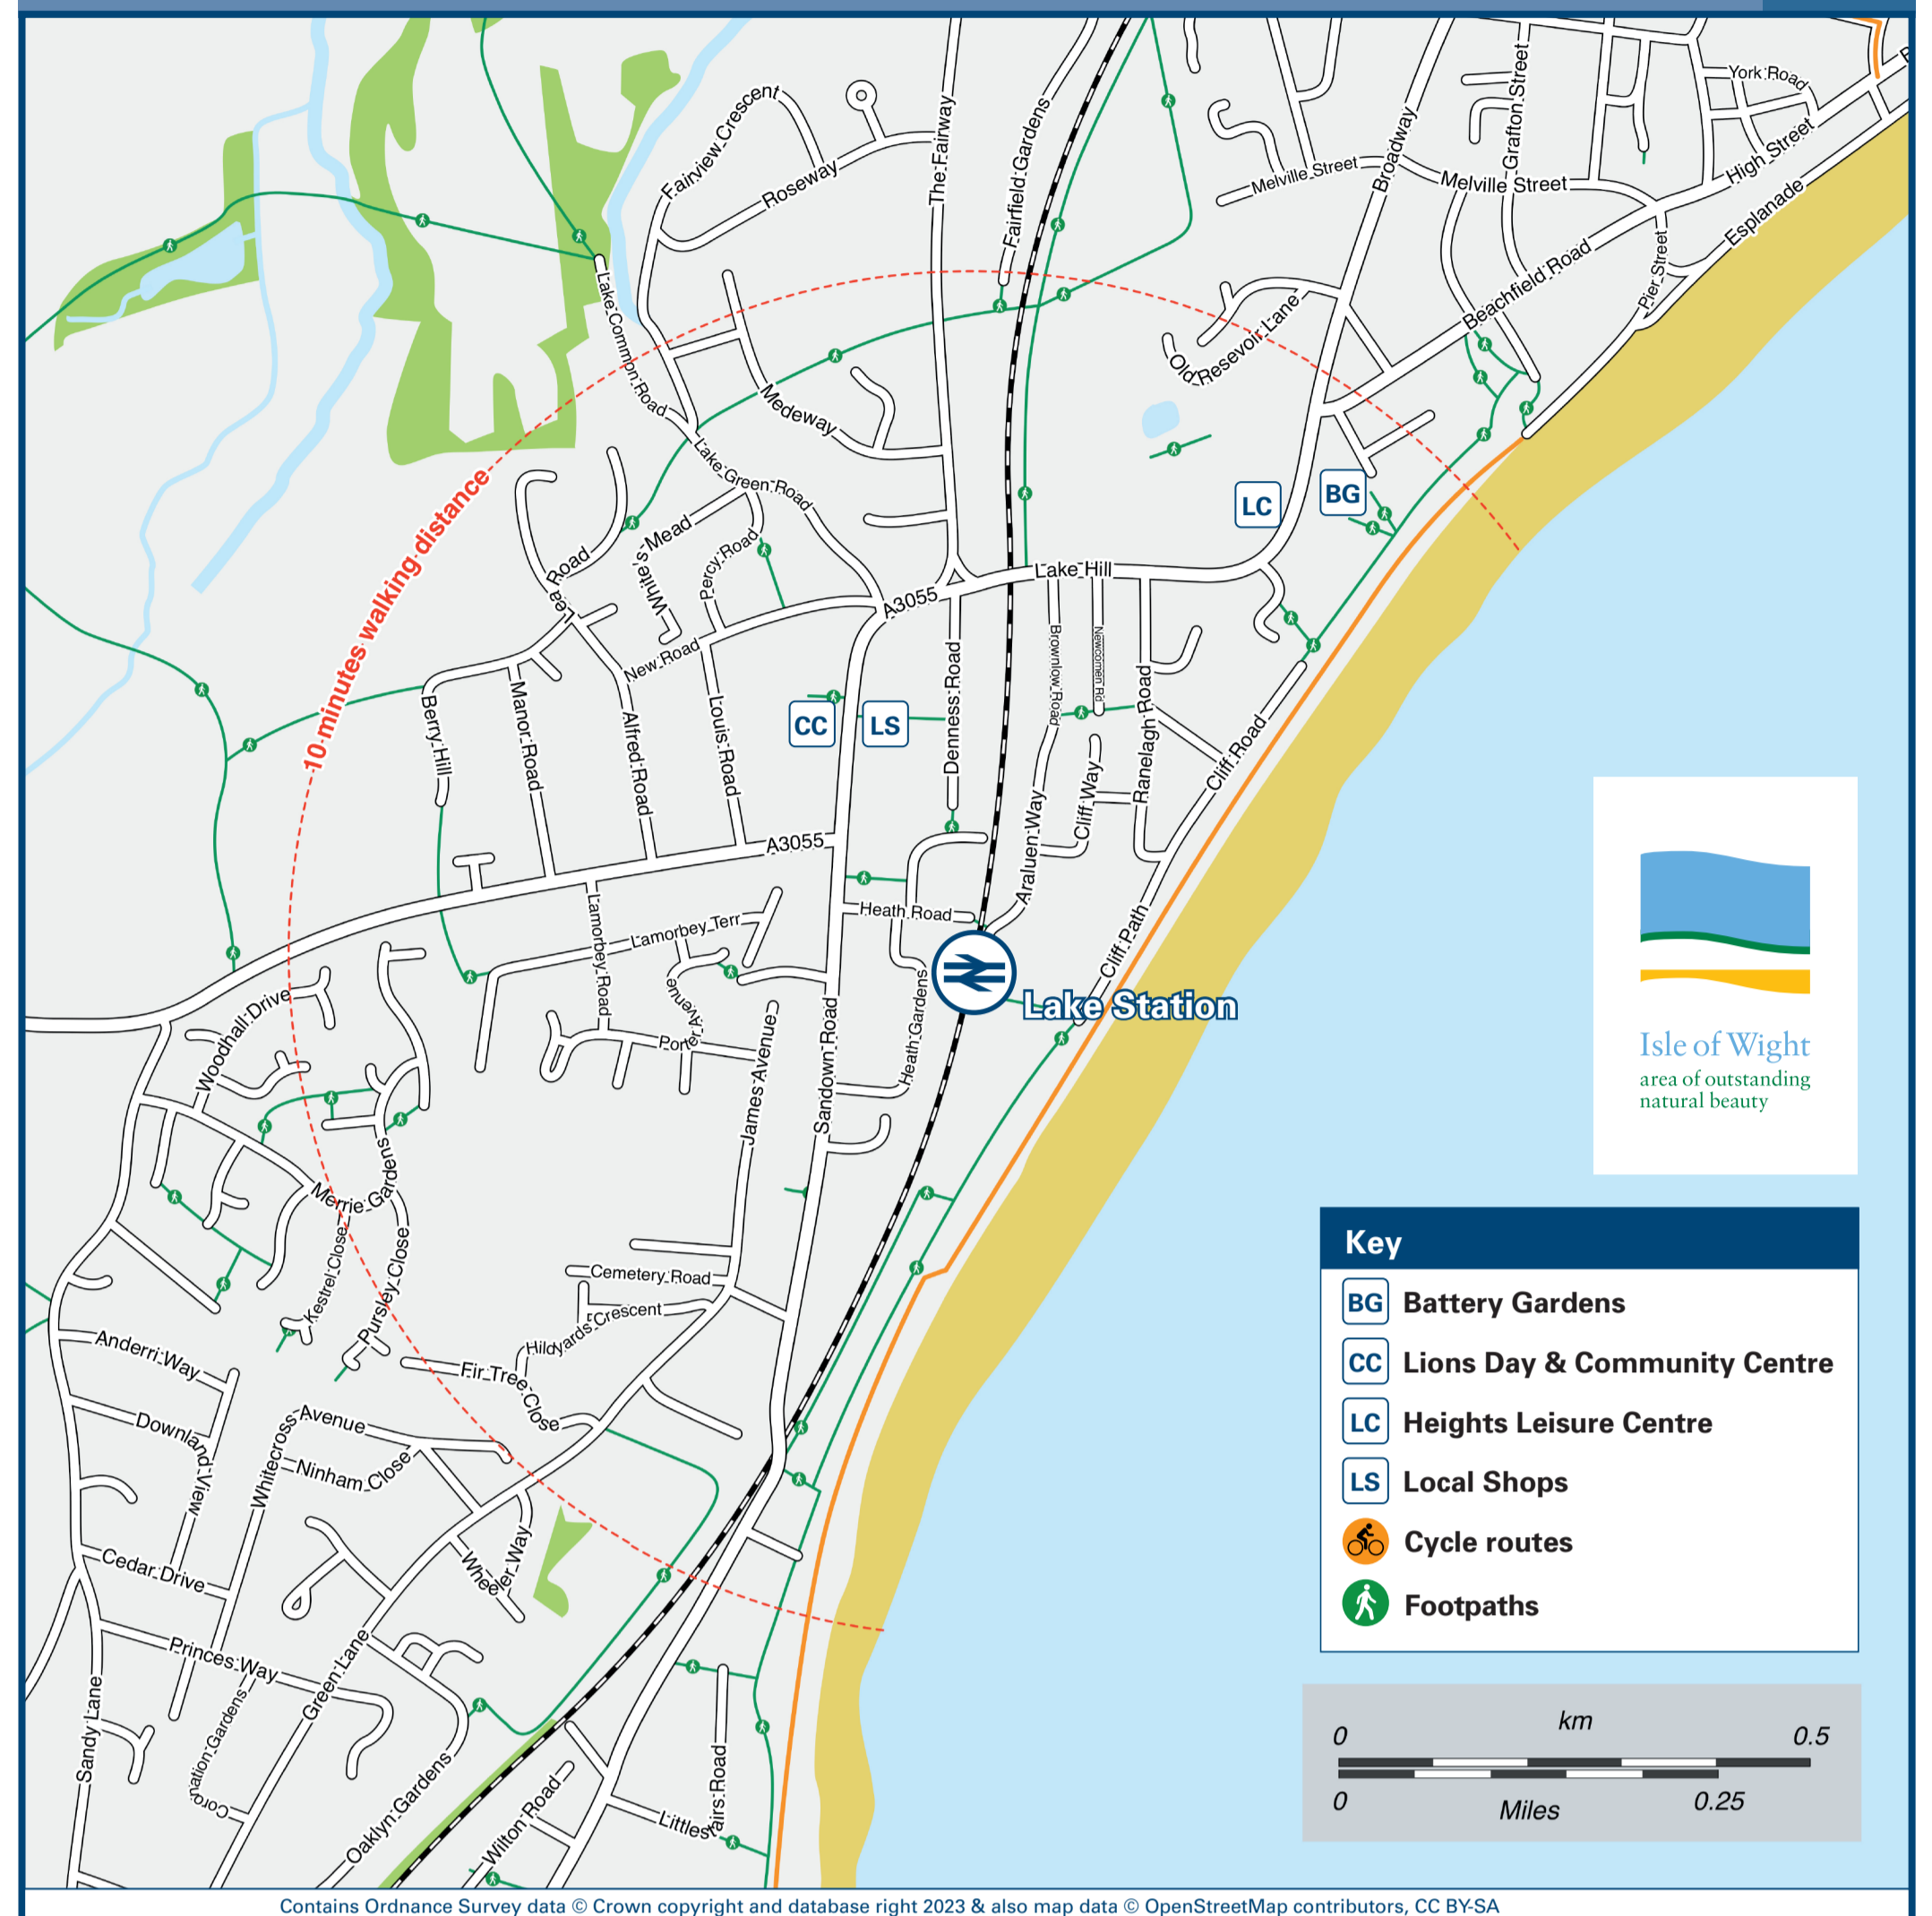 York Road
Grafton Street
Fairview Crescent
The Fairway
Fairfield Gardens
Broadway
High Street
Roseway
Melville Street
Melville Street
Esplanade
Pier Street
Beachfield Road
Lake Common Road
Old Resevoir Lane
Medeway
Lake Green Road
10 minutes walking distance
LC
BG
White's Mead
Percy Road
Lea Road
Lake Hill
A3055
New Road
Brownlow Road
Newcomen Rd
Denness Road
Ranelagh Road
Berry Hill
Manor Road
Alfred Road
Louis Road
CC
LS
Cliff Road
Cliff Way
Araluen Way
A3055
Heath Road
Lamorbey Terr
Lamorbey Road
Cliff Path
Lake Station
Avenue
Porter
Woodhall Drive
Heath Gardens
James Avenue
Sandown Road
Merrie Gardens
Kestrel Close
Pursley Close
Cemetery Road
Hildyards Crescent
Anderri Way
Fir Tree Close
Downland View
Whitecross Avenue
Ninham Close
Wheeler Way
Cedar Drive
Princes Way
Green Lane
Sandy Lane
Coronation Gardens
Oaklyn Gardens
Wilton Road
Littlestairs Road
Isle of Wight
area of outstanding
natural beauty
Key
BG Battery Gardens
CC Lions Day & Community Centre
LC Heights Leisure Centre
LS Local Shops
Cycle routes
Footpaths
km
0 0.5
0 Miles 0.25
Contains Ordnance Survey data © Crown copyright and database right 2023 & also map data © OpenStreetMap contributors, CC BY-SA